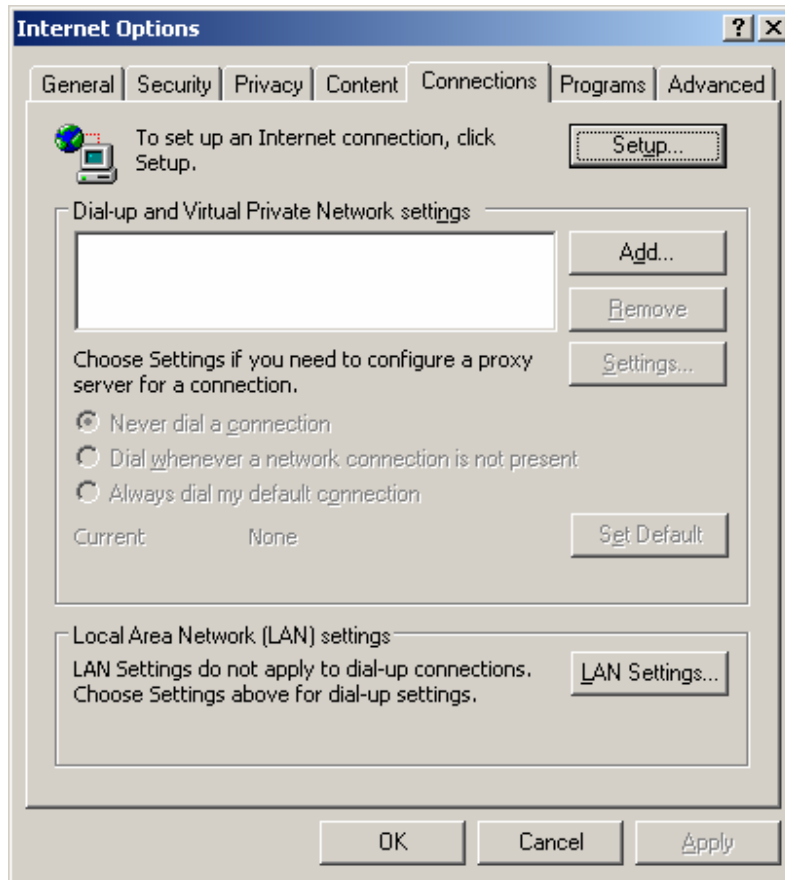 Internet Options
General Security Privacy Content Connections Programs Advanced
To set up an Internet connection, click
Setup.
Setup...
Dial-up and Virtual Private Network settings
Add...
Remove
Choose Settings if you need to configure a proxy
server for a connection.
Settings...
Never dial a connection
Dial whenever a network connection is not present
Always dial my default connection
Current None
Set Default
Local Area Network (LAN) settings
LAN Settings do not apply to dial-up connections.
Choose Settings above for dial-up settings.
LAN Settings...
OK Cancel Apply